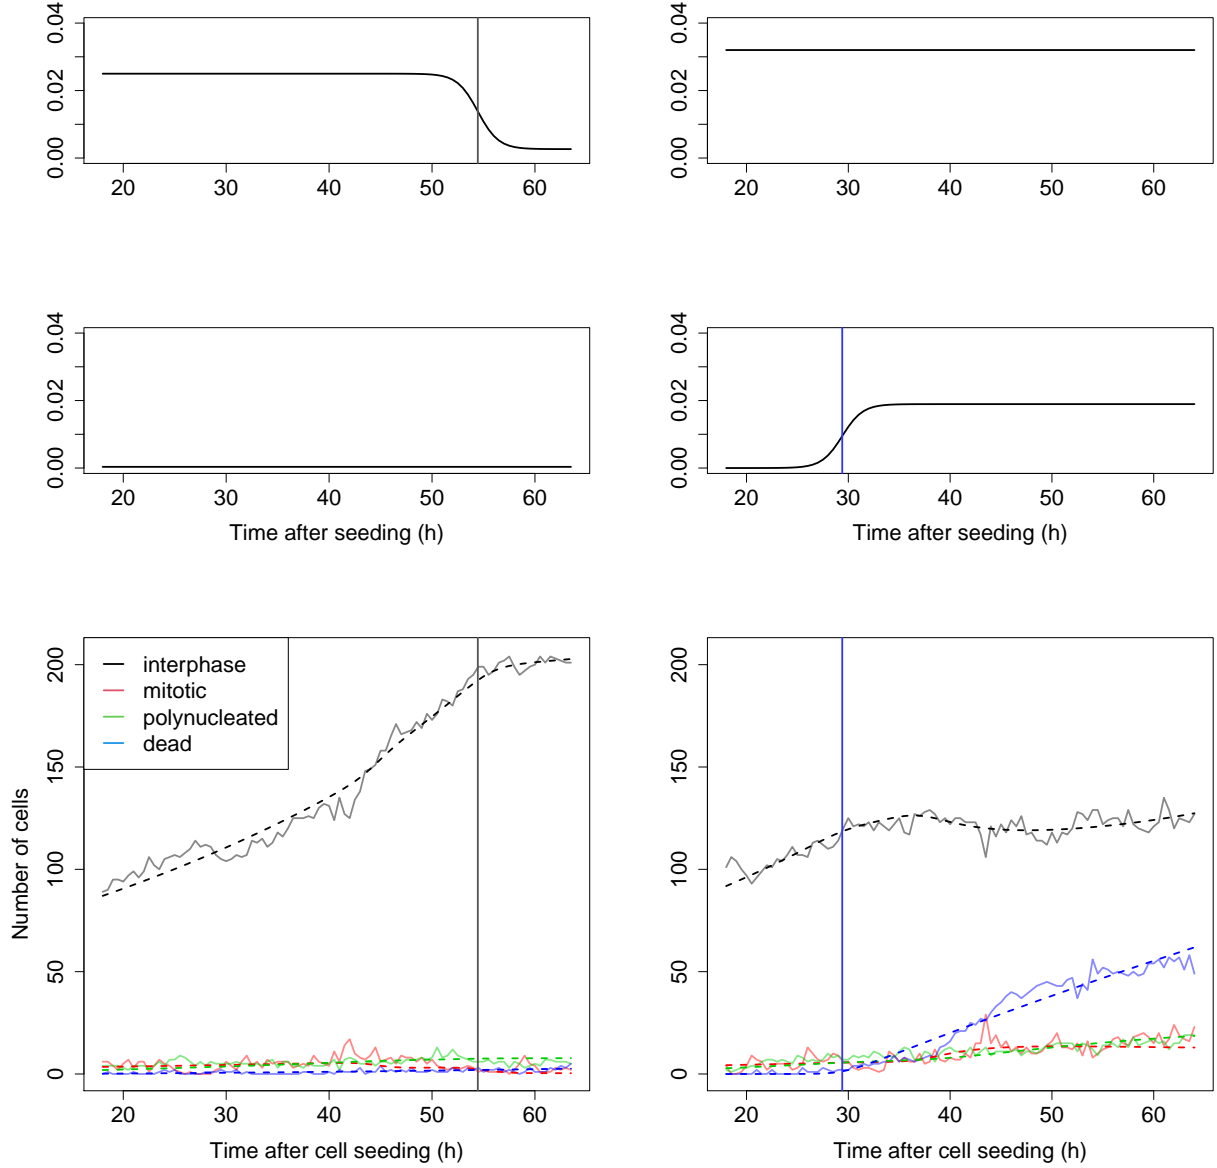 0.00 0.02 0.04
20 30 40 50 60
0.00 0.02 0.04
20 30 40 50 60
0.00 0.02 0.04
20 30 40 50 60
Time after seeding (h)
0.00 0.02 0.04
20 30 40 50 60
Time after seeding (h)
Number of cells
0 50 100 150 200
interphase
mitotic
polynucleated
dead
20 30 40 50 60
Time after cell seeding (h)
0 50 100 150 200
20 30 40 50 60
Time after cell seeding (h)